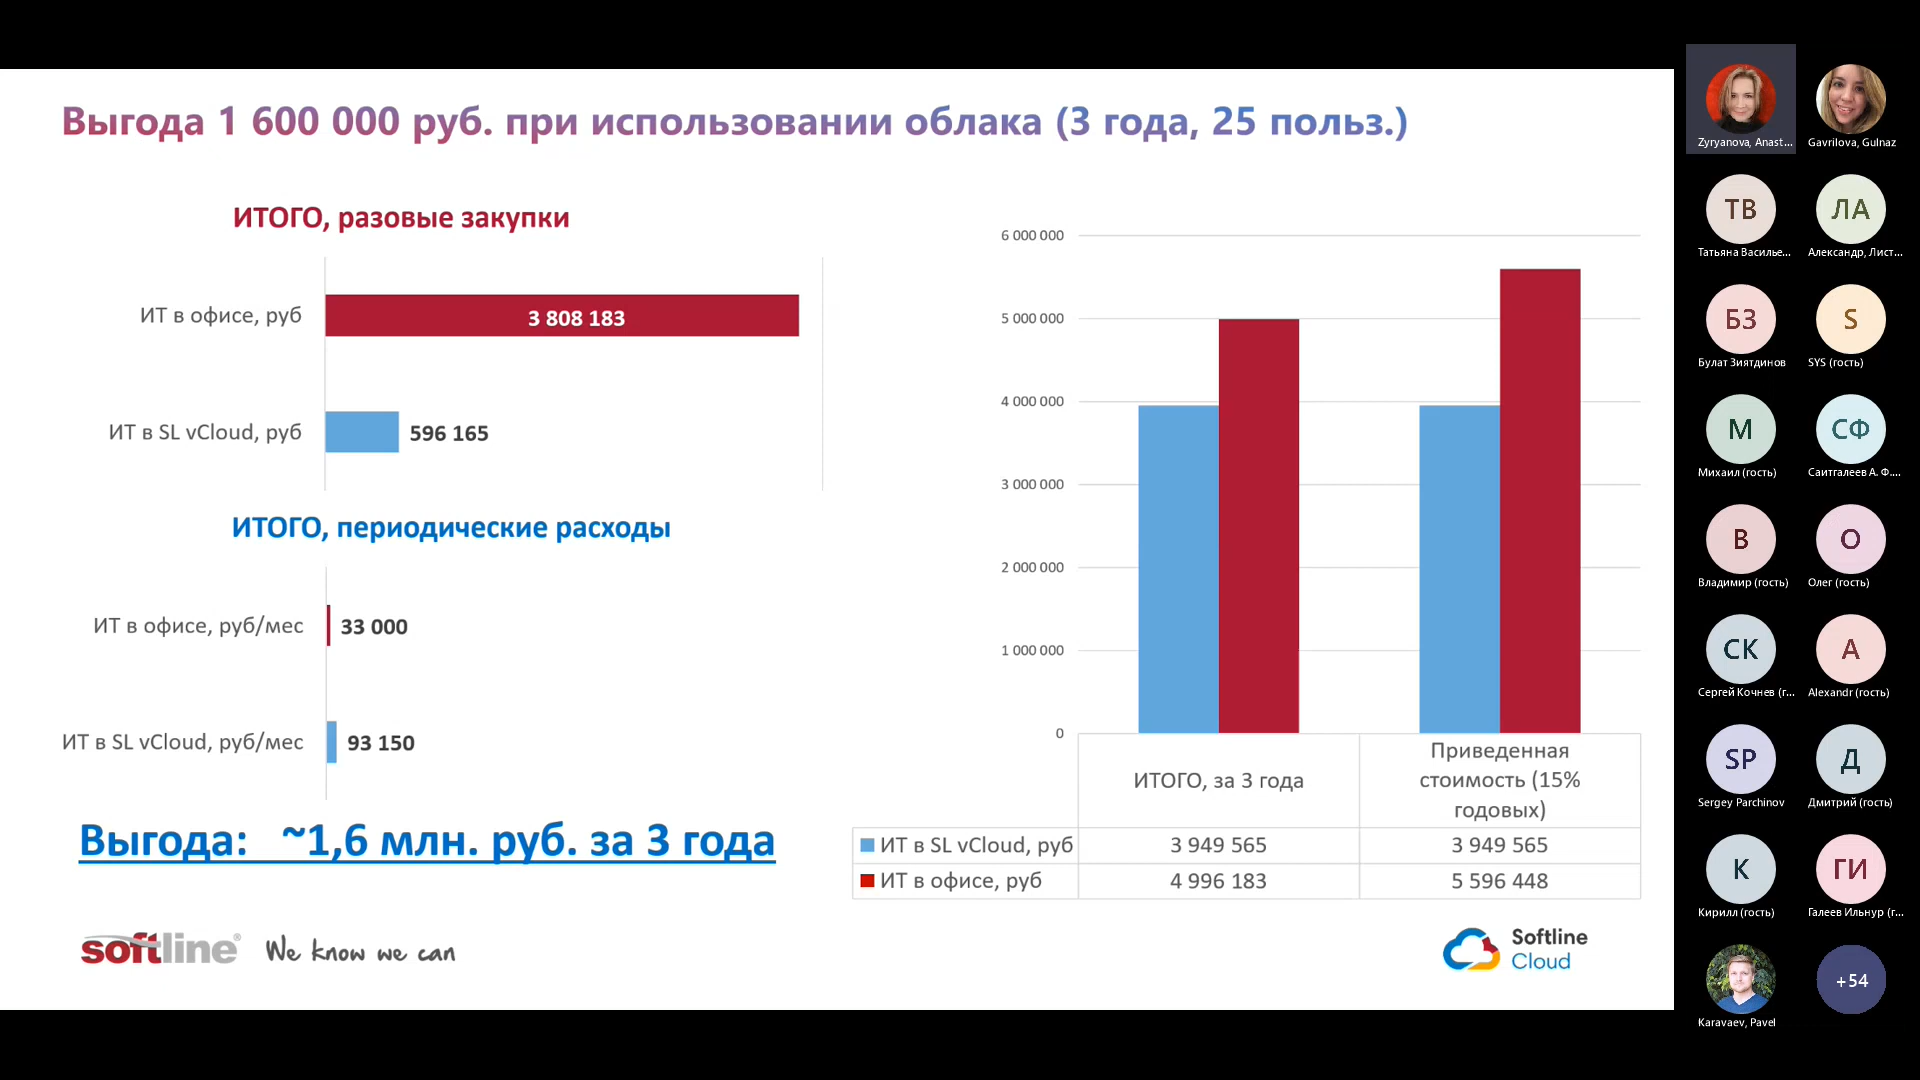 Выгода 1 600 000 руб. при использовании облака (3 года, 25 польз.)
ИТОГО, разовые закупки
ИТ в офисе, руб
3 808 183
ИТ в SL vCloud, руб
596 165
ИТОГО, периодические расходы
ИТ в офисе, руб/мес
33 000
ИТ в SL vCloud, руб/мес
93 150
Выгода: ~1,6 млн. руб. за 3 года
6 000 000
5 000 000
4 000 000
3 000 000
2 000 000
1 000 000
0
ИТОГО, за 3 года
Приведенная
стоимость (15%
годовых)
ИТ в SL vCloud, руб 3 949 565 3 949 565
ИТ в офисе, руб 4 996 183 5 596 448
softline® We know we can
Softline
Cloud
Zyryanova, Anast...
Gavrilova, Gulnaz
ТВ
Татьяна Василье...
ЛА
Александр, Лист...
БЗ
Булат Зиятдинов
S
SYS (гость)
М
Михаил (гость)
СФ
Саитгалеев А. Ф....
В
Владимир (гость)
О
Олег (гость)
СК
Сергей Кочнев (г...
A
Alexandr (гость)
SP
Sergey Parchinov
Д
Дмитрий (гость)
К
Кирилл (гость)
ГИ
Галеев Ильнур (г...
Karavaev, Pavel
+54